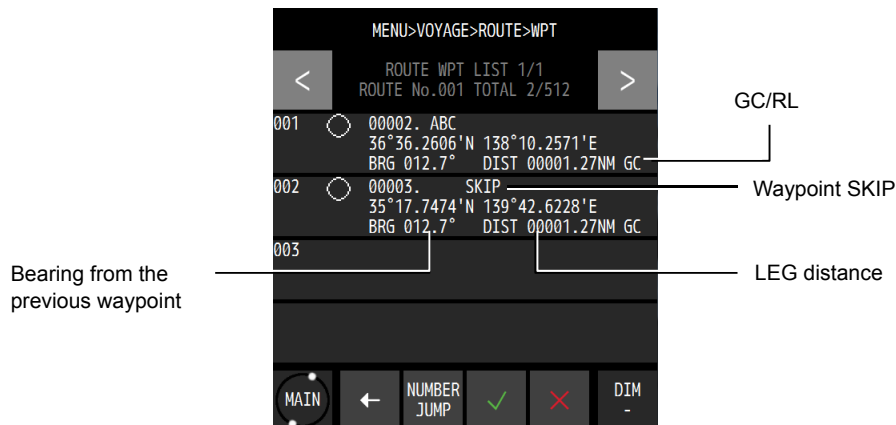 MENU>VOYAGE>ROUTE>WPT
<
ROUTE WPT LIST 1/1
ROUTE No.001 TOTAL 2/512
>
GC/RL
001
00002. ABC
36°36.2606'N 138°10.2571'E
BRG 012.7° DIST 00001.27NM GC
002
00003. SKIP
Waypoint SKIP
35°17.7474'N 139°42.6228'E
BRG 012.7° DIST 00001.27NM GC
003
Bearing from the
previous waypoint
LEG distance
MAIN
NUMBER
JUMP
DIM
-